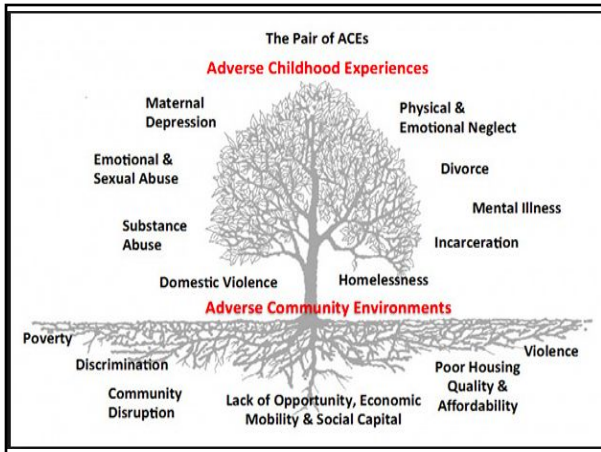 The Pair of ACEs
Adverse Childhood Experiences
Maternal
Depression
Physical &
Emotional Neglect
Emotional &
Sexual Abuse
Divorce
Mental Illness
Substance
Abuse
Incarceration
Domestic Violence
Homelessness
Adverse Community Environments
Poverty
Violence
Discrimination
Poor Housing
Quality &
Affordability
Community
Disruption
Lack of Opportunity, Economic
Mobility & Social Capital